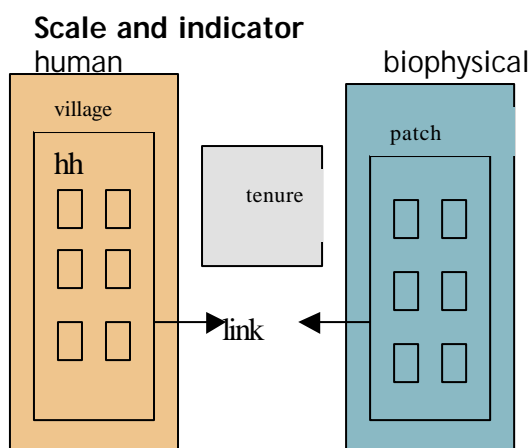 Scale and indicator
human
biophysical
village
patch
hh
tenure
link